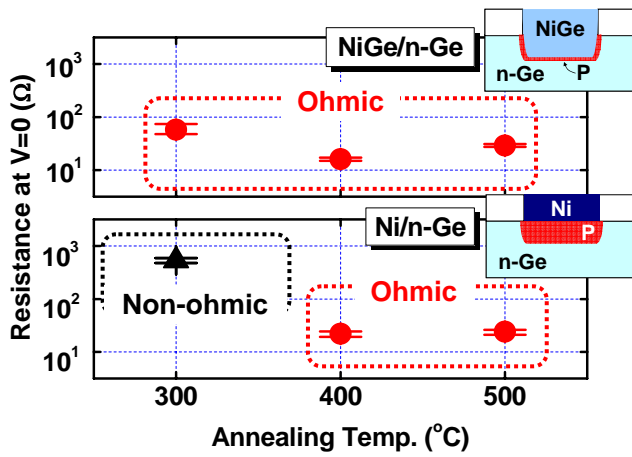 NiGe/n-Ge
NiGe
n-Ge
P
Ohmic
10³
10²
10¹
Ni/n-Ge
Ni
P
n-Ge
Non-ohmic
Ohmic
10³
10²
10¹
300
400
500
Resistance at V=0 (Ω)
Annealing Temp. (°C)